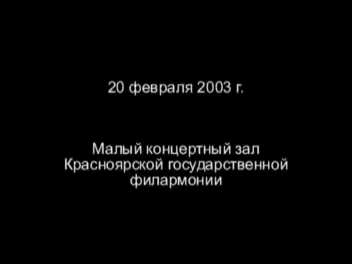 20 февраля 2003 г.
Малый концертный зал
Красноярской государственной
филармонии